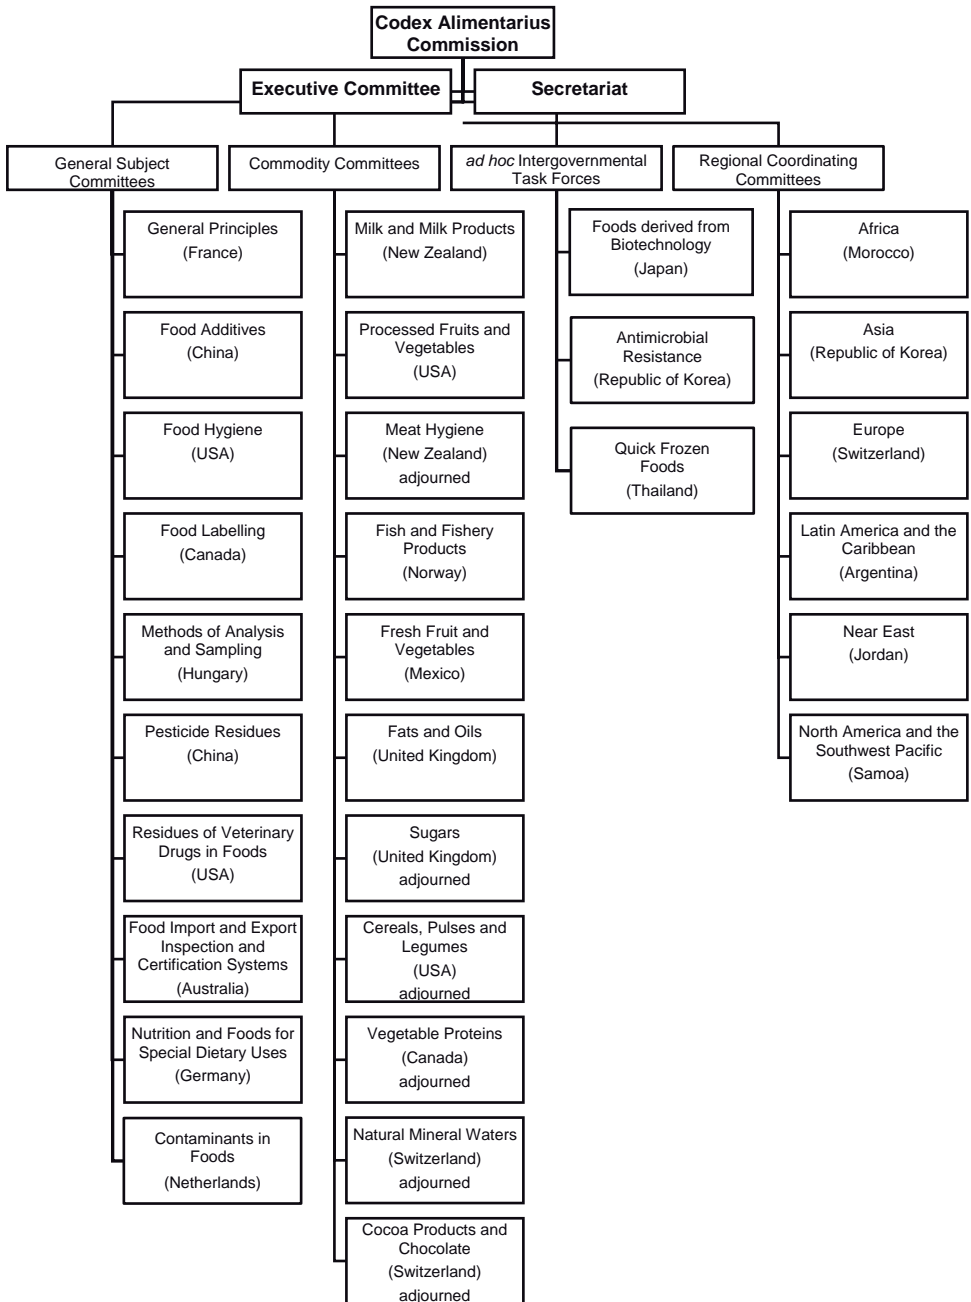 Codex Alimentarius
Commission
Executive Committee
Secretariat
General Subject
Committees
Commodity Committees
ad hoc Intergovernmental
Task Forces
Regional Coordinating
Committees
General Principles
(France)
Food Additives
(China)
Food Hygiene
(USA)
Food Labelling
(Canada)
Methods of Analysis
and Sampling
(Hungary)
Pesticide Residues
(China)
Residues of Veterinary
Drugs in Foods
(USA)
Food Import and Export
Inspection and
Certification Systems
(Australia)
Nutrition and Foods for
Special Dietary Uses
(Germany)
Contaminants in
Foods
(Netherlands)
Milk and Milk Products
(New Zealand)
Processed Fruits and
Vegetables
(USA)
Meat Hygiene
(New Zealand)
adjourned
Fish and Fishery
Products
(Norway)
Fresh Fruit and
Vegetables
(Mexico)
Fats and Oils
(United Kingdom)
Sugars
(United Kingdom)
adjourned
Cereals, Pulses and
Legumes
(USA)
adjourned
Vegetable Proteins
(Canada)
adjourned
Natural Mineral Waters
(Switzerland)
adjourned
Cocoa Products and
Chocolate
(Switzerland)
adjourned
Foods derived from
Biotechnology
(Japan)
Antimicrobial
Resistance
(Republic of Korea)
Quick Frozen
Foods
(Thailand)
Africa
(Morocco)
Asia
(Republic of Korea)
Europe
(Switzerland)
Latin America and the
Caribbean
(Argentina)
Near East
(Jordan)
North America and the
Southwest Pacific
(Samoa)